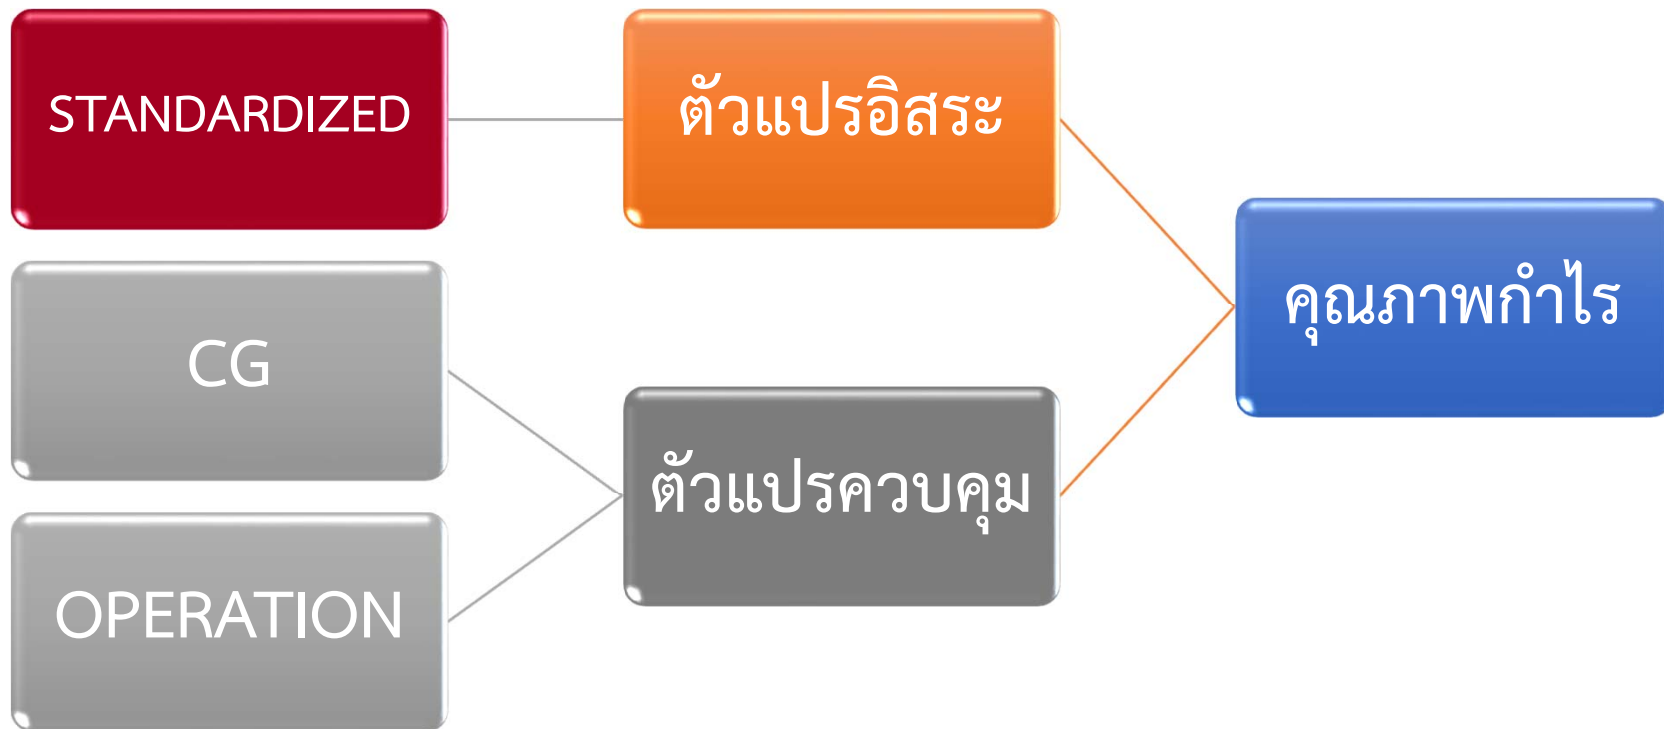 STANDARDIZED
ตัวแปรอิสระ
CG
ตัวแปรควบคุม
OPERATION
คุณภาพกำไร